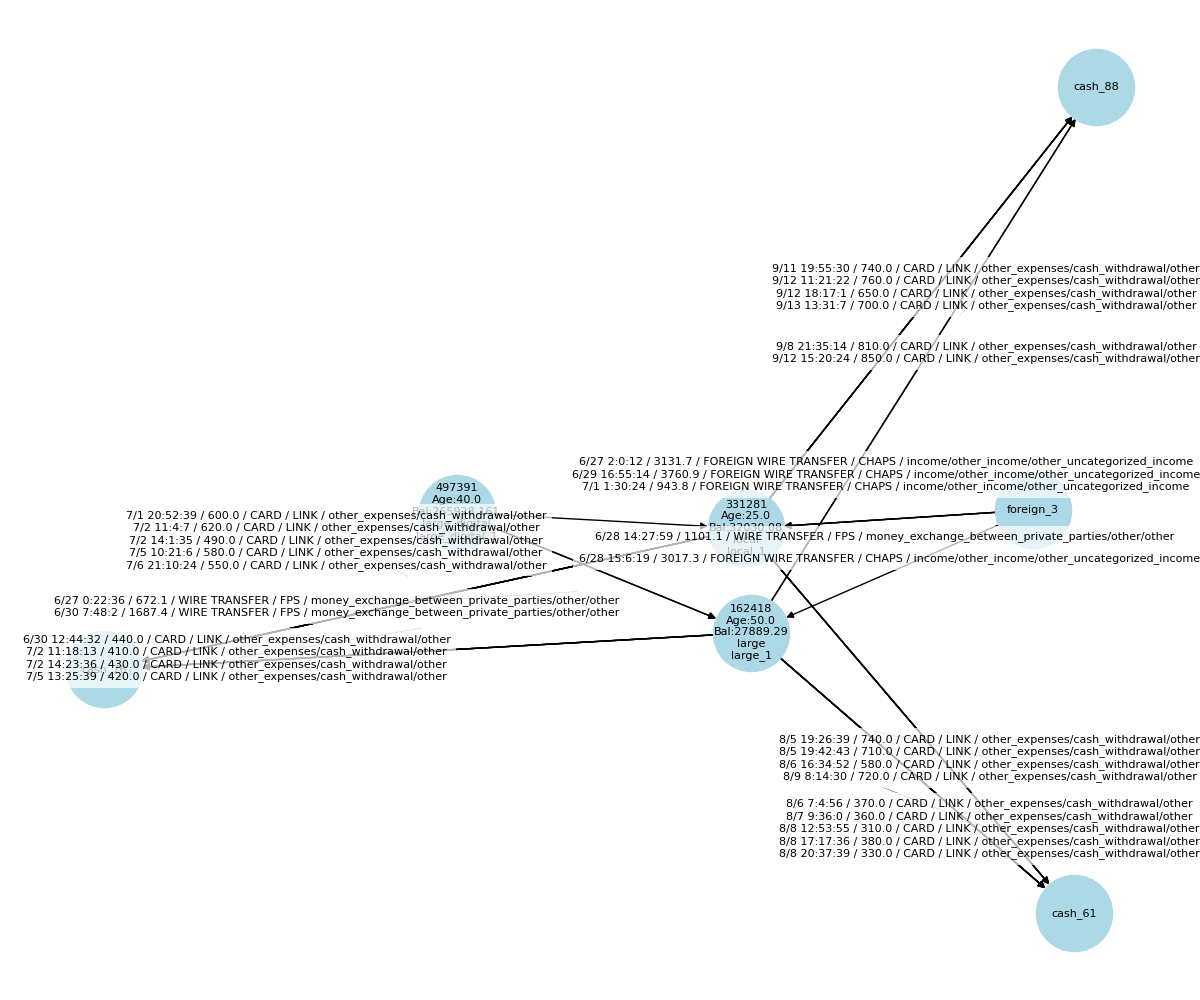 cash_88
9/11 19:55:30 / 740.0 / CARD / LINK / other_expenses/cash_withdrawal/other
9/12 11:21:22 / 760.0 / CARD / LINK / other_expenses/cash_withdrawal/other
9/12 18:17:1 / 650.0 / CARD / LINK / other_expenses/cash_withdrawal/other
9/13 13:31:7 / 700.0 / CARD / LINK / other_expenses/cash_withdrawal/other
9/8 21:35:14 / 810.0 / CARD / LINK / other_expenses/cash_withdrawal/other
9/12 15:20:24 / 850.0 / CARD / LINK / other_expenses/cash_withdrawal/other
6/27 2:0:12 / 3131.7 / FOREIGN WIRE TRANSFER / CHAPS / income/other_income/other_uncategorized_income
6/29 16:55:14 / 3760.9 / FOREIGN WIRE TRANSFER / CHAPS / income/other_income/other_uncategorized_income
7/1 1:30:24 / 943.8 / FOREIGN WIRE TRANSFER / CHAPS / income/other_income/other_uncategorized_income
497391
Age:40.0
331281
Age:25.0
Bal:32030.08
local
local_1
foreign_3
7/1 20:52:39 / 600.0 / CARD / LINK / other_expenses/cash_withdrawal/other
7/2 11:4:7 / 620.0 / CARD / LINK / other_expenses/cash_withdrawal/other
7/2 14:1:35 / 490.0 / CARD / LINK / other_expenses/cash_withdrawal/other
7/5 10:21:6 / 580.0 / CARD / LINK / other_expenses/cash_withdrawal/other
7/6 21:10:24 / 550.0 / CARD / LINK / other_expenses/cash_withdrawal/other
6/28 14:27:59 / 1101.1 / WIRE TRANSFER / FPS / money_exchange_between_private_parties/other/other
6/28 15:6:19 / 3017.3 / FOREIGN WIRE TRANSFER / CHAPS / income/other_income/other_uncategorized_income
6/27 0:22:36 / 672.1 / WIRE TRANSFER / FPS / money_exchange_between_private_parties/other/other
6/30 7:48:2 / 1687.4 / WIRE TRANSFER / FPS / money_exchange_between_private_parties/other/other
162418
Age:50.0
Bal:27889.29
large
large_1
6/30 12:44:32 / 440.0 / CARD / LINK / other_expenses/cash_withdrawal/other
7/2 11:18:13 / 410.0 / CARD / LINK / other_expenses/cash_withdrawal/other
7/2 14:23:36 / 430.0 / CARD / LINK / other_expenses/cash_withdrawal/other
7/5 13:25:39 / 420.0 / CARD / LINK / other_expenses/cash_withdrawal/other
8/5 19:26:39 / 740.0 / CARD / LINK / other_expenses/cash_withdrawal/other
8/5 19:42:43 / 710.0 / CARD / LINK / other_expenses/cash_withdrawal/other
8/6 16:34:52 / 580.0 / CARD / LINK / other_expenses/cash_withdrawal/other
8/9 8:14:30 / 720.0 / CARD / LINK / other_expenses/cash_withdrawal/other
8/6 7:4:56 / 370.0 / CARD / LINK / other_expenses/cash_withdrawal/other
8/7 9:36:0 / 360.0 / CARD / LINK / other_expenses/cash_withdrawal/other
8/8 12:53:55 / 310.0 / CARD / LINK / other_expenses/cash_withdrawal/other
8/8 17:17:36 / 380.0 / CARD / LINK / other_expenses/cash_withdrawal/other
8/8 20:37:39 / 330.0 / CARD / LINK / other_expenses/cash_withdrawal/other
cash_61